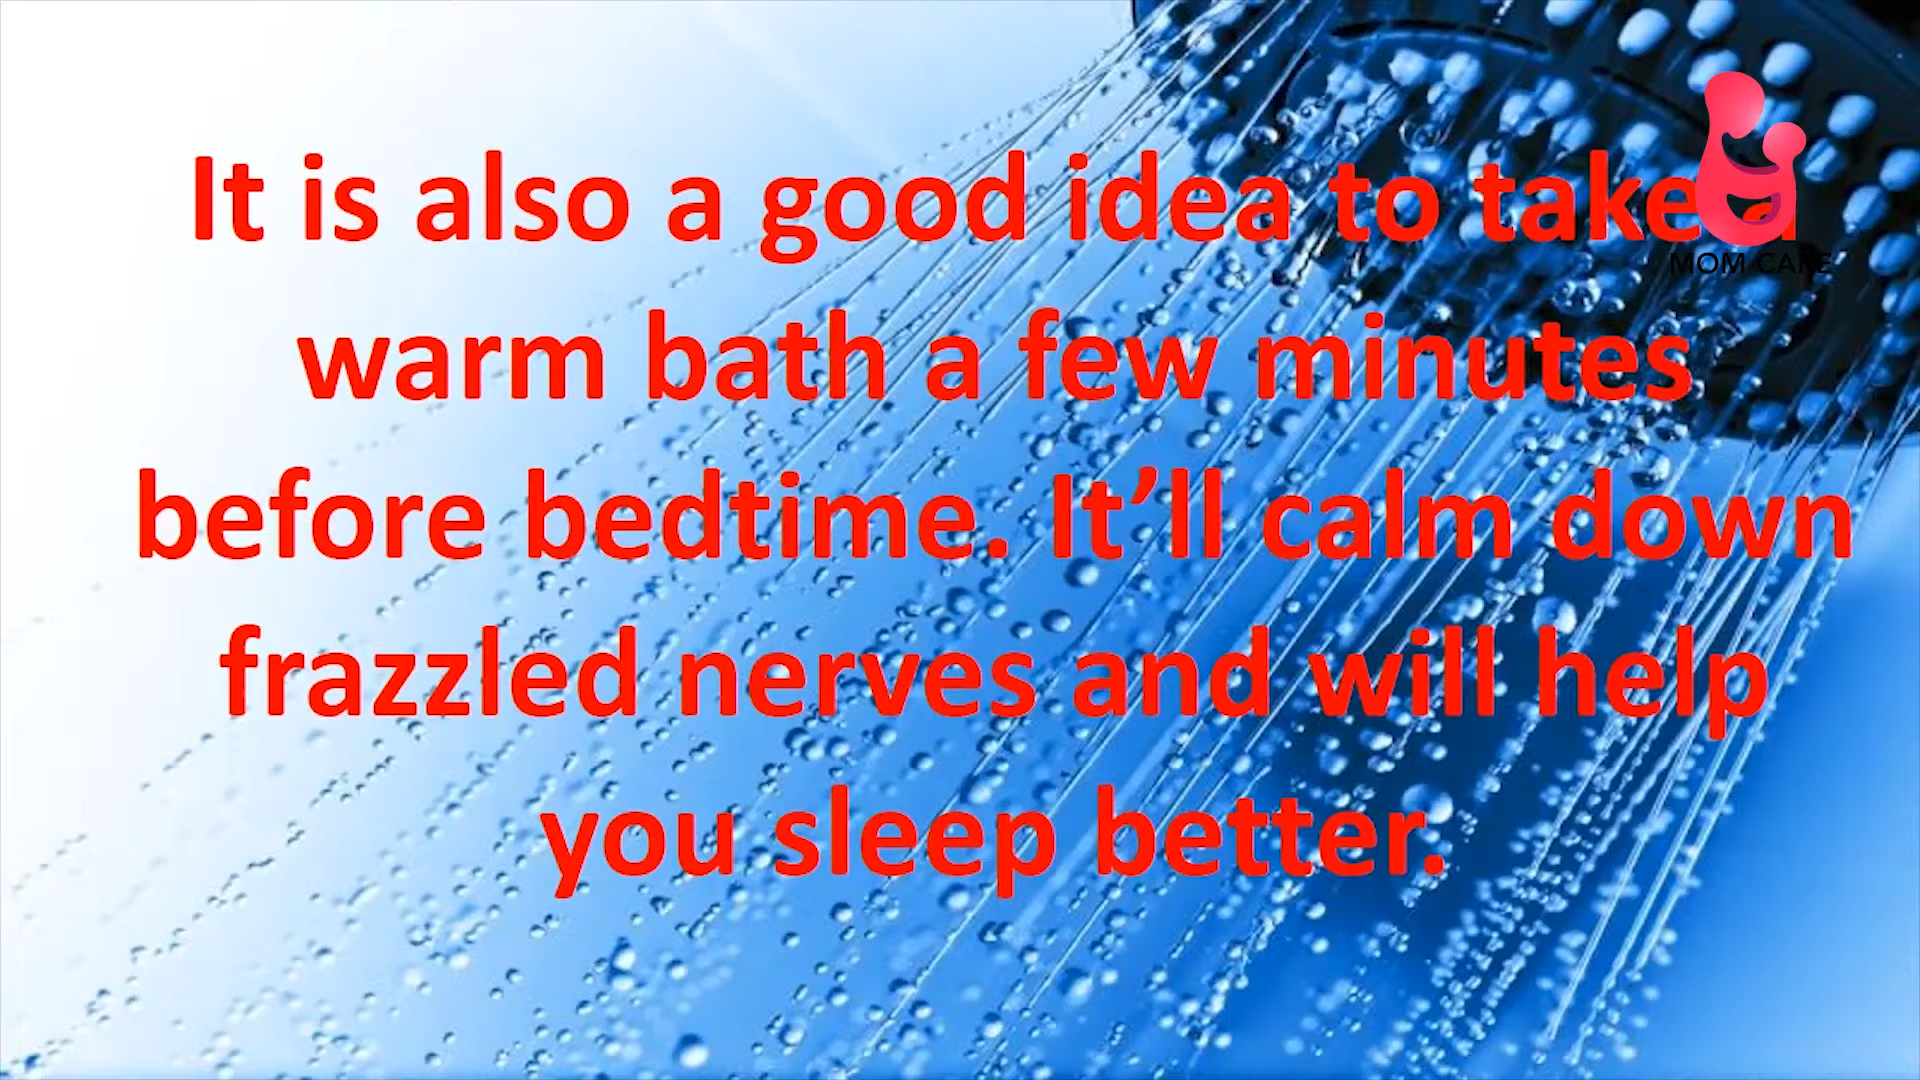 It is also a good idea to take a
MOM CARE
warm bath a few minutes
before bedtime. It’ll calm down
frazzled nerves and will help
you sleep better.